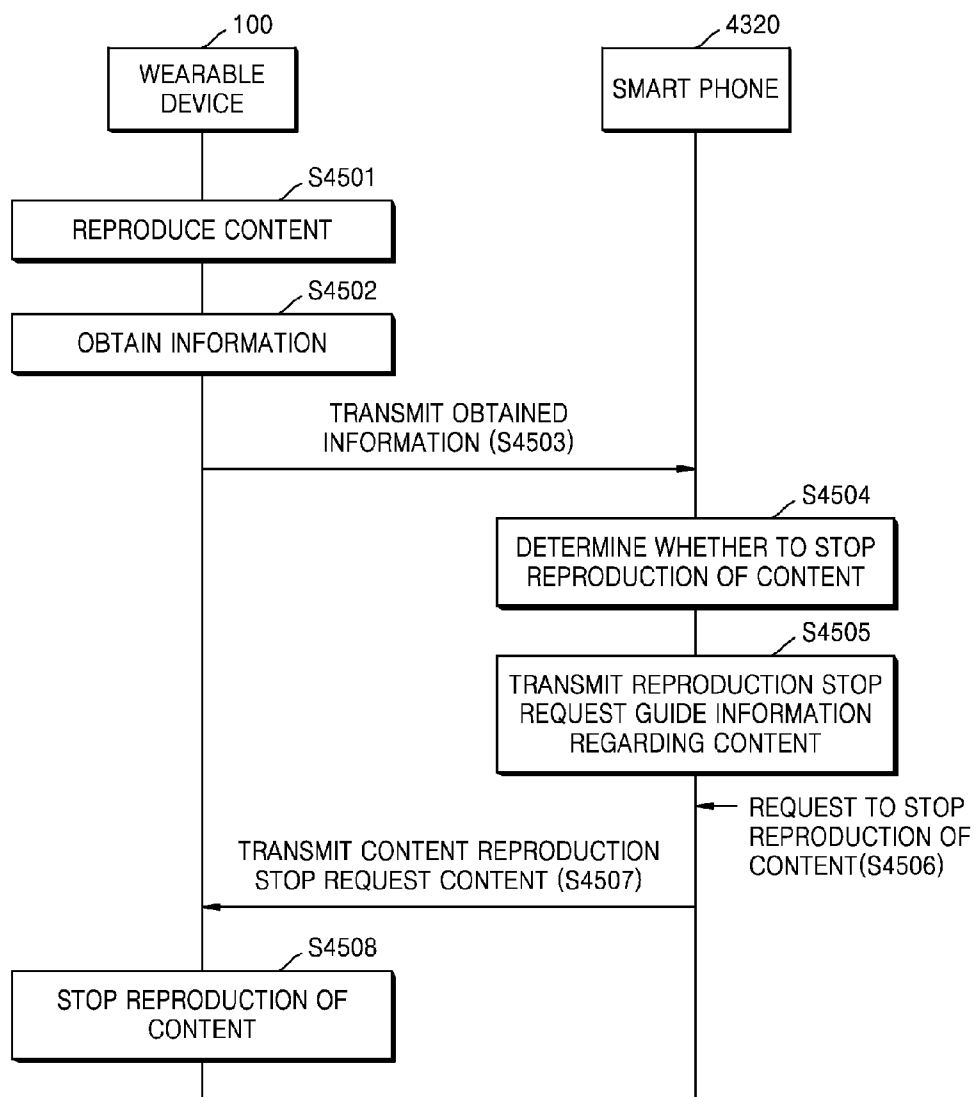 100
4320
WEARABLE
DEVICE
SMART PHONE
S4501
REPRODUCE CONTENT
S4502
OBTAIN INFORMATION
TRANSMIT OBTAINED
INFORMATION (S4503)
S4504
DETERMINE WHETHER TO STOP
REPRODUCTION OF CONTENT
S4505
TRANSMIT REPRODUCTION STOP
REQUEST GUIDE INFORMATION
REGARDING CONTENT
REQUEST TO STOP
REPRODUCTION OF
CONTENT(S4506)
TRANSMIT CONTENT REPRODUCTION
STOP REQUEST CONTENT (S4507)
S4508
STOP REPRODUCTION OF
CONTENT